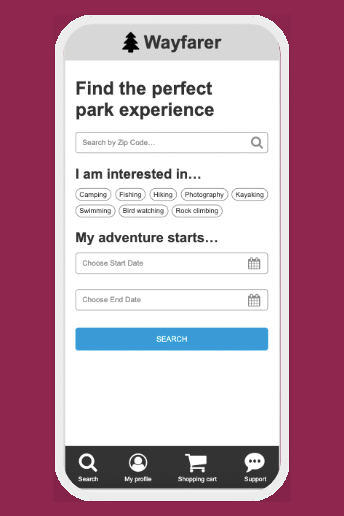 Wayfarer
Find the perfect
park experience
Search by Zip Code...
I am interested in...
Camping Fishing Hiking Photography Kayaking
Swimming Bird watching Rock climbing
My adventure starts...
Choose Start Date
Choose End Date
SEARCH
Search My profile Shopping cart Support